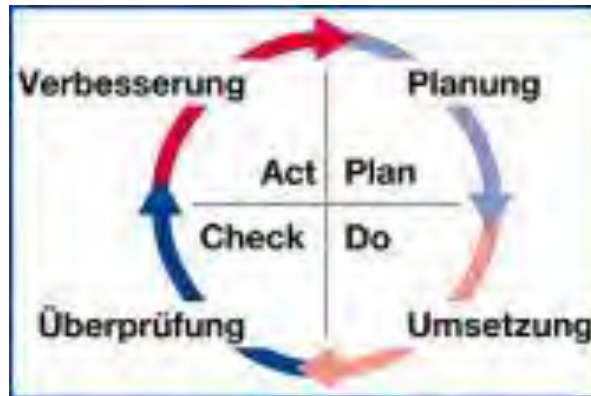 Verbesserung Planung
Act Plan
Check Do
Überprüfung Umsetzung